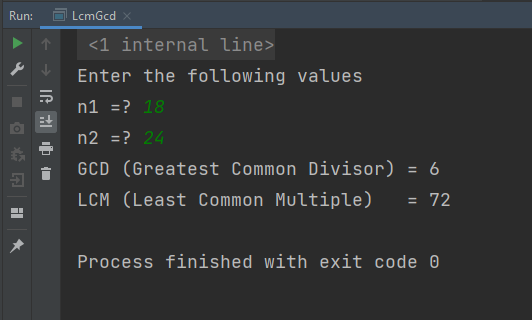 Run: LcmGcd ×
<1 internal line>
Enter the following values
n1 =? 18
n2 =? 24
GCD (Greatest Common Divisor) = 6
LCM (Least Common Multiple)   = 72
Process finished with exit code 0